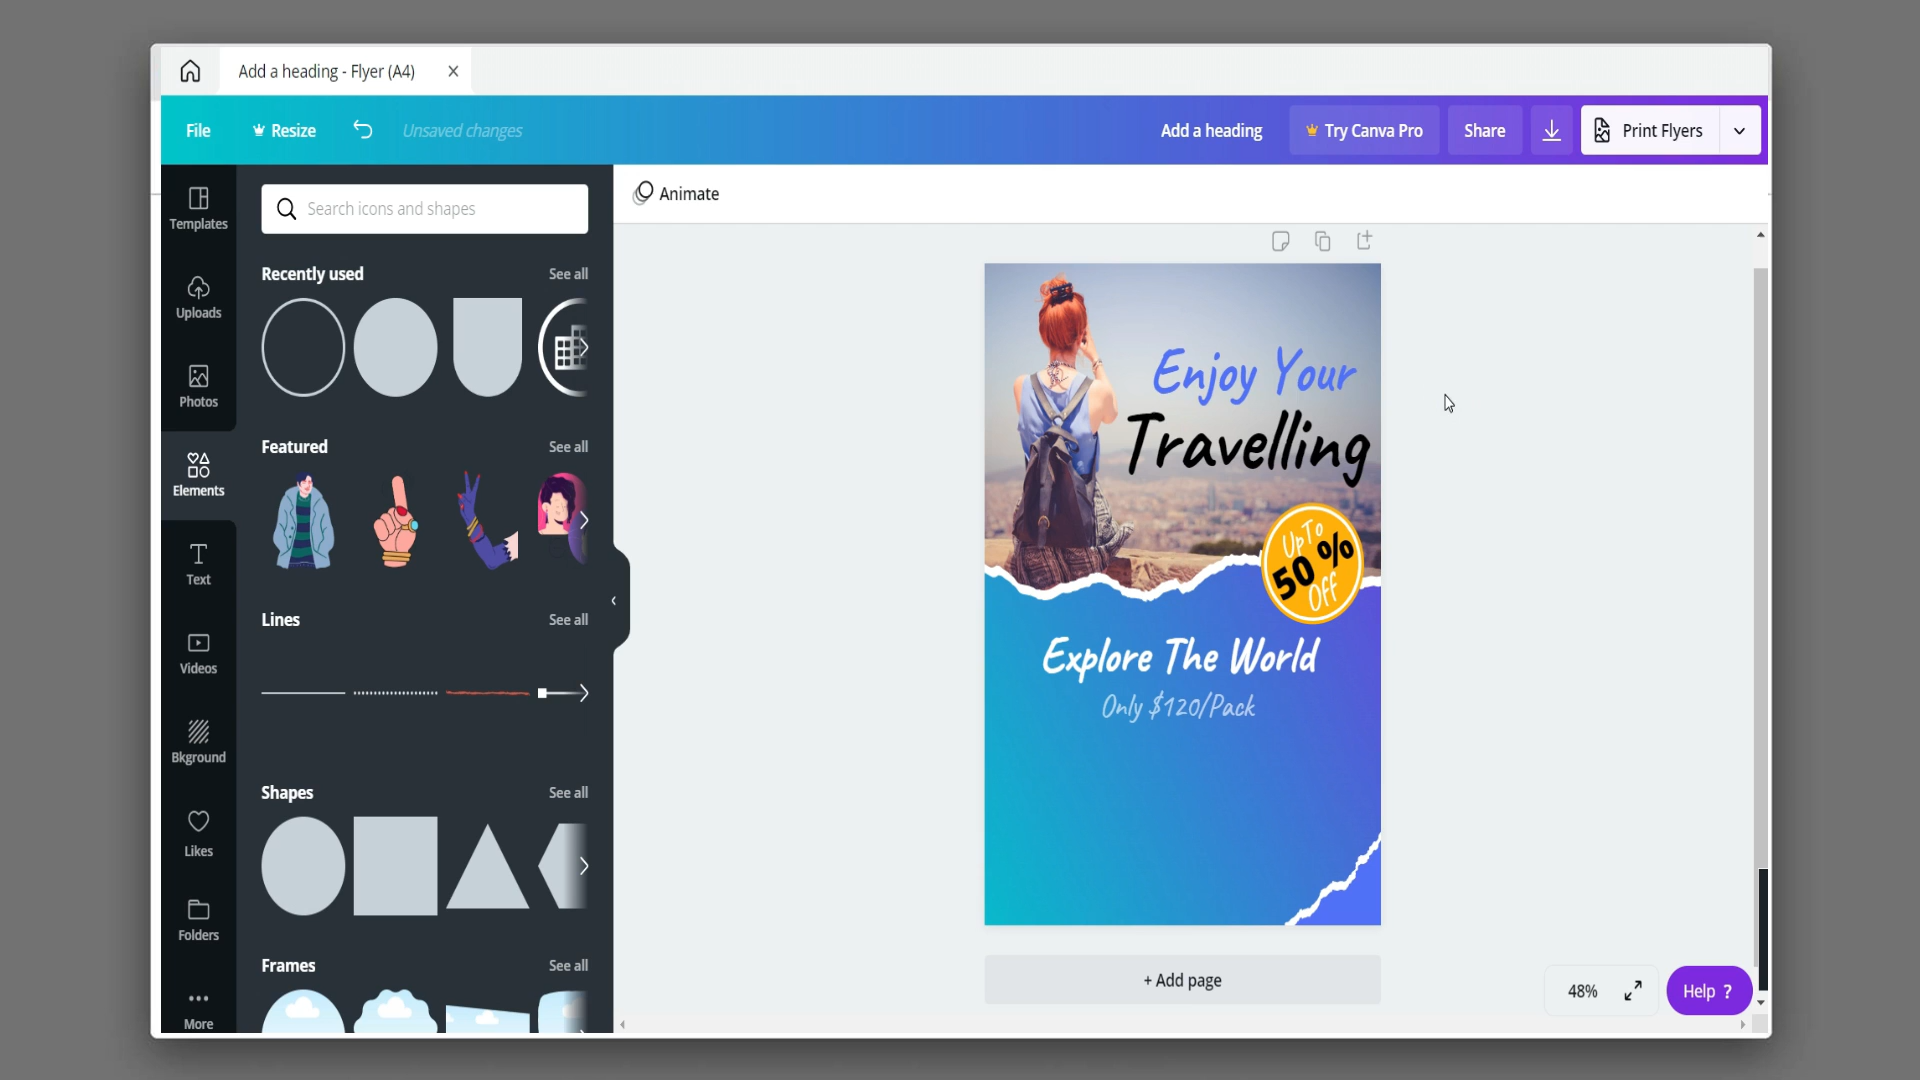 Add a heading - Flyer (A4)
File
Resize
Unsaved changes
Add a heading
Try Canva Pro
Share
Print Flyers
Templates
Uploads
Photos
Elements
Text
Videos
Bkground
Likes
Folders
More
Search icons and shapes
Recently used
See all
Featured
See all
Lines
See all
Shapes
See all
Frames
See all
Animate
Enjoy Your
Travelling
UpTo
50 %
OFF
Explore The World
Only $120/Pack
+ Add page
48%
Help ?